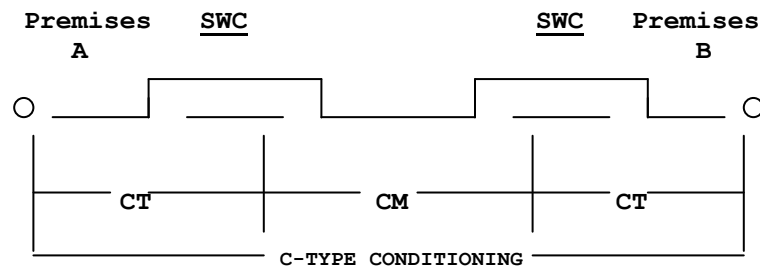 Premises SWC SWC Premises
A B
CT CM CT
C-TYPE CONDITIONING